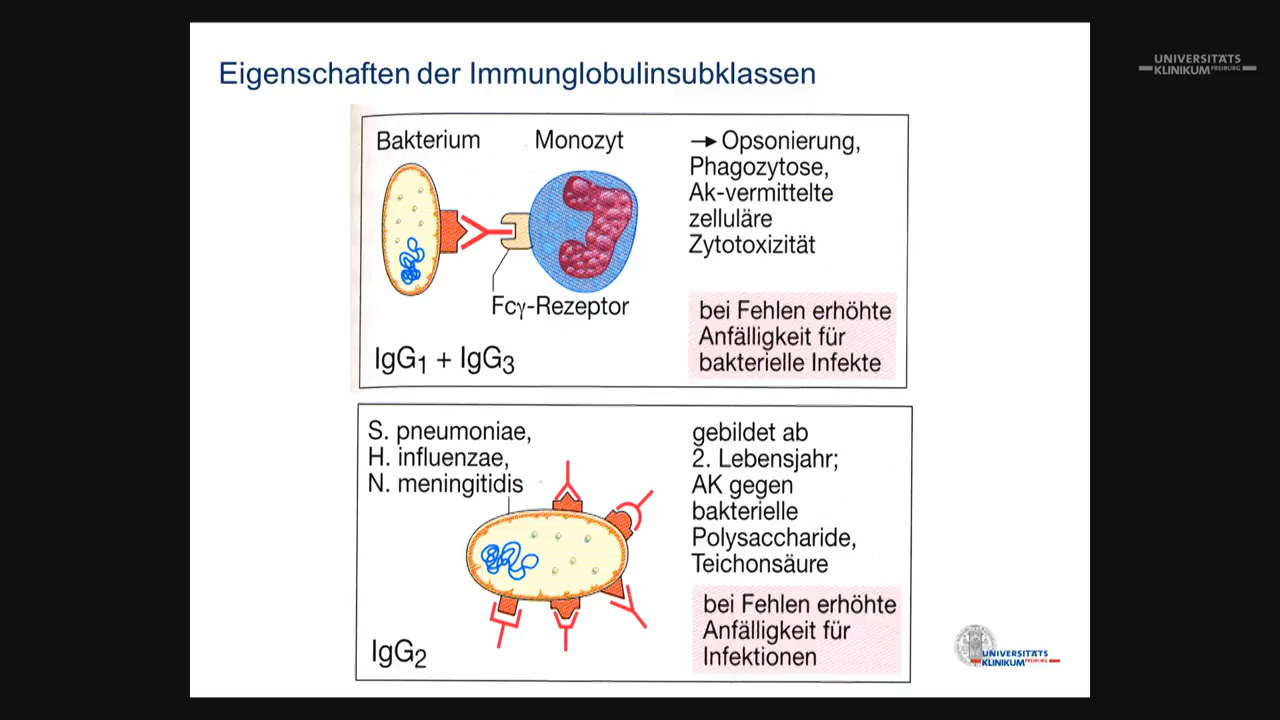 Eigenschaften der Immunglobulinsubklassen
UNIVERSITÄTS
KLINIKUM FREIBURG
Bakterium
Monozyt
→ Opsonierung,
Phagozytose,
Ak-vermittelte
zelluläre
Zytotoxizität
Fcγ-Rezeptor
bei Fehlen erhöhte
Anfälligkeit für
bakterielle Infekte
IgG₁ + IgG₃
S. pneumoniae,
H. influenzae,
N. meningitidis
gebildet ab
2. Lebensjahr;
AK gegen
bakterielle
Polysaccharide,
Teichonsäure
bei Fehlen erhöhte
Anfälligkeit für
Infektionen
IgG₂
UNIVERSITÄTS
KLINIKUM FREIBURG